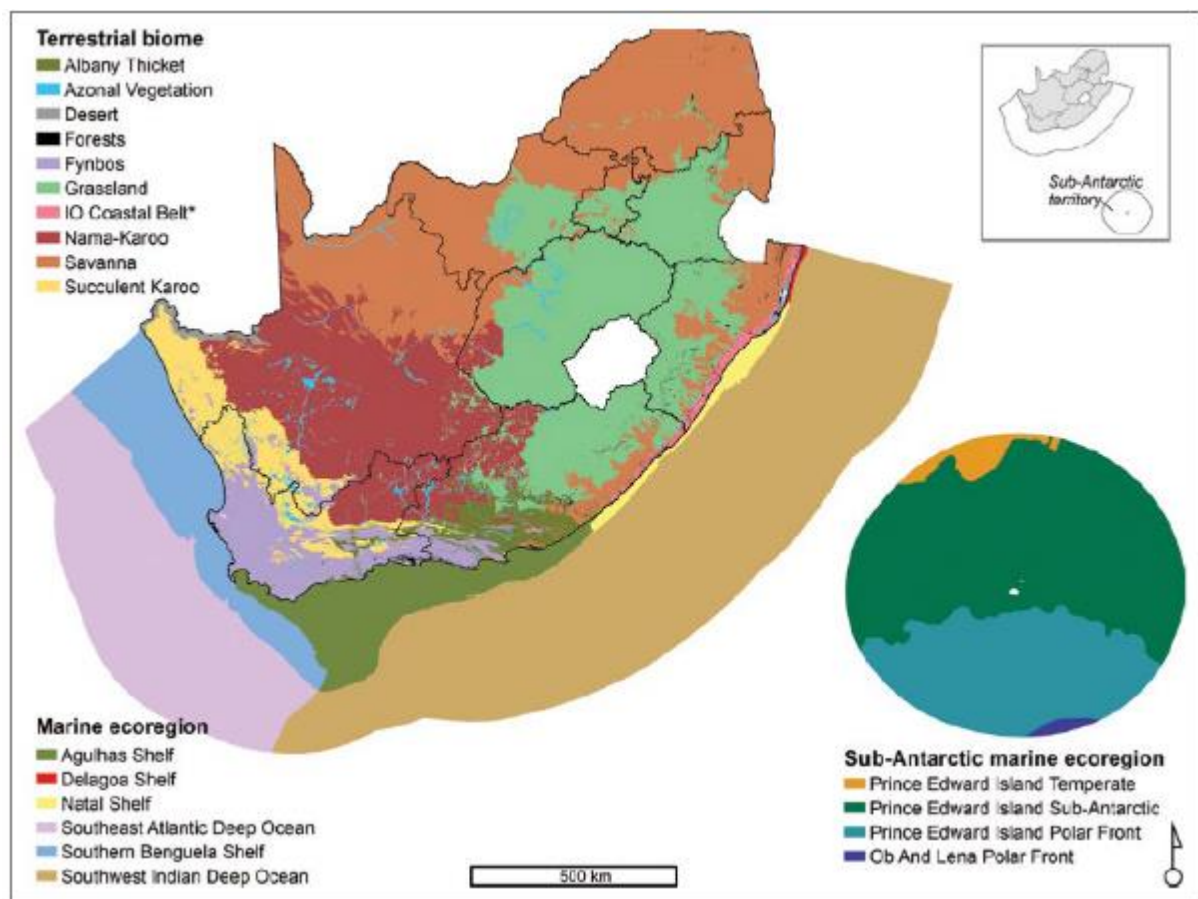 Terrestrial biome
Albany Thicket
Azonal Vegetation
Desert
Forests
Fynbos
Grassland
IO Coastal Belt*
Nama-Karoo
Savanna
Succulent Karoo
Sub-Antarctic
territory
Marine ecoregion
Agulhas Shelf
Delagoa Shelf
Natal Shelf
Southeast Atlantic Deep Ocean
Southern Benguela Shelf
Southwest Indian Deep Ocean
500 km
Sub-Antarctic marine ecoregion
Prince Edward Island Temperate
Prince Edward Island Sub-Antarctic
Prince Edward Island Polar Front
Ob And Lena Polar Front